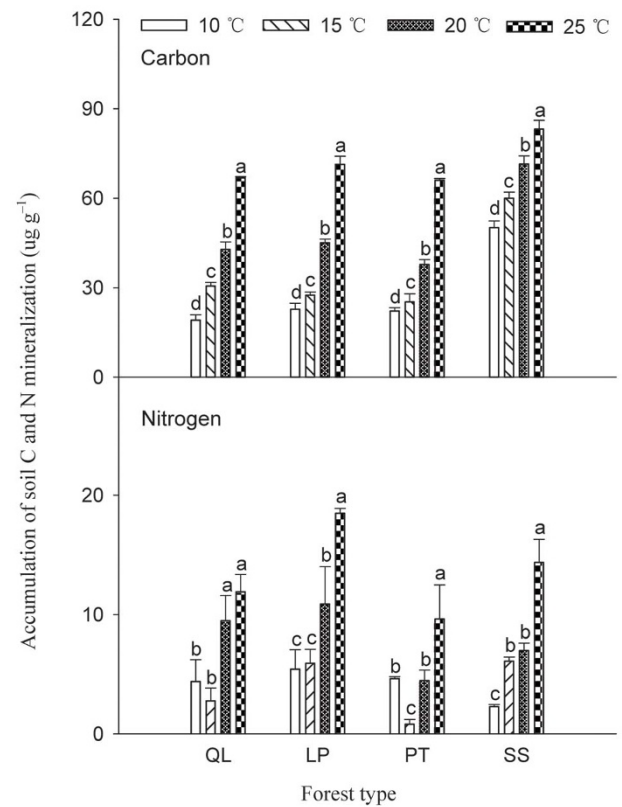 120
10 ℃
15 ℃
20 ℃
25 ℃
Carbon
90
60
30
0
a
b
c
d
a
b
c
d
a
b
c
d
a
b
c
d
Nitrogen
20
10
0
b
b
a
a
c
c
b
a
b
c
b
a
c
b
b
a
QL
LP
PT
SS
Forest type
Accumulation of soil C and N mineralization (ug g⁻¹)